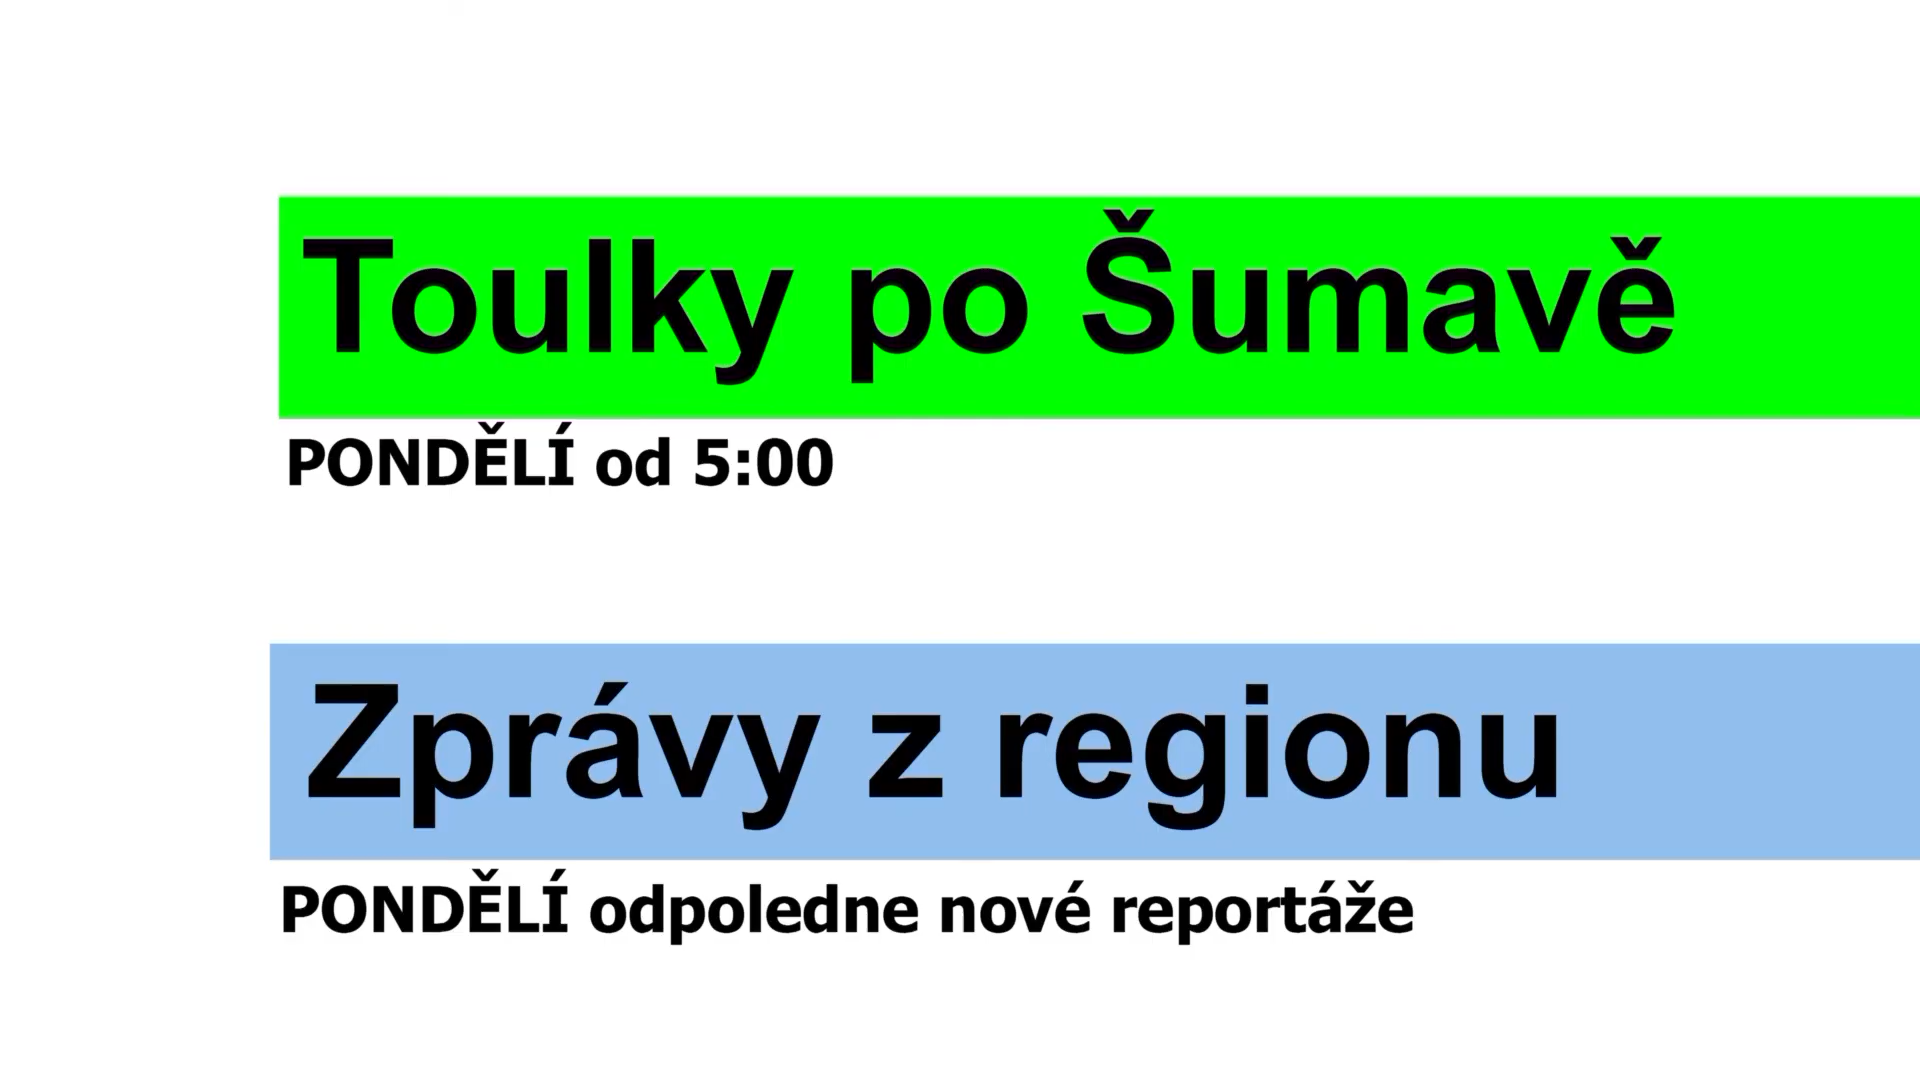 Toulky po Šumavě
PONDĚLÍ od 5:00
Zprávy z regionu
PONDĚLÍ odpoledne nové reportáže